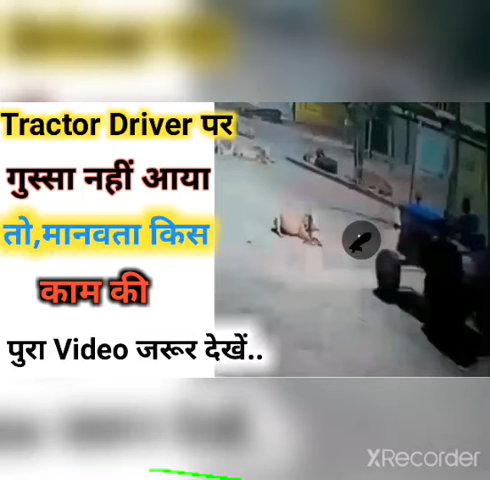 Tractor Driver पर
गुस्सा नहीं आया
तो,मानवता किस
काम की
पुरा Video जरूर देखें..
XRecorder